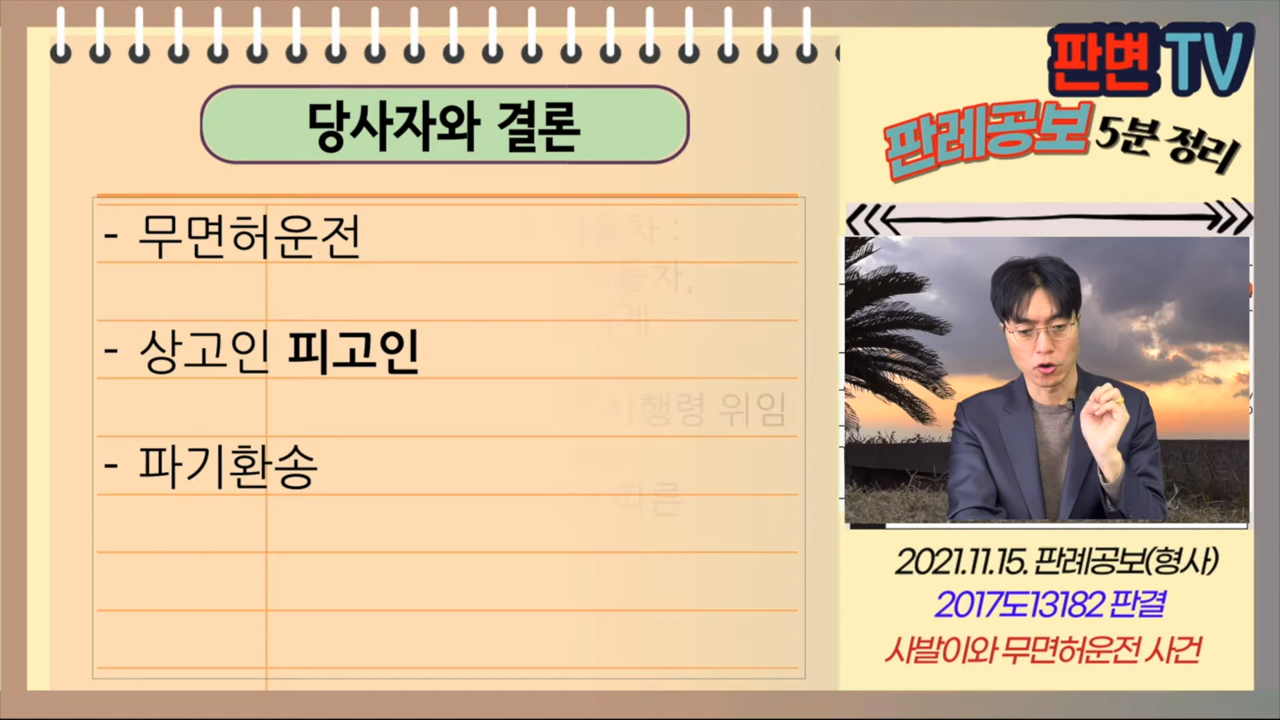 당사자와 결론
- 무면허운전
- 상고인 피고인
- 파기환송
위임
판변 TV
판례공보 5분 정리
2021.11.15. 판례공보(형사)
2017도13182 판결
사발이와 무면허운전 사건